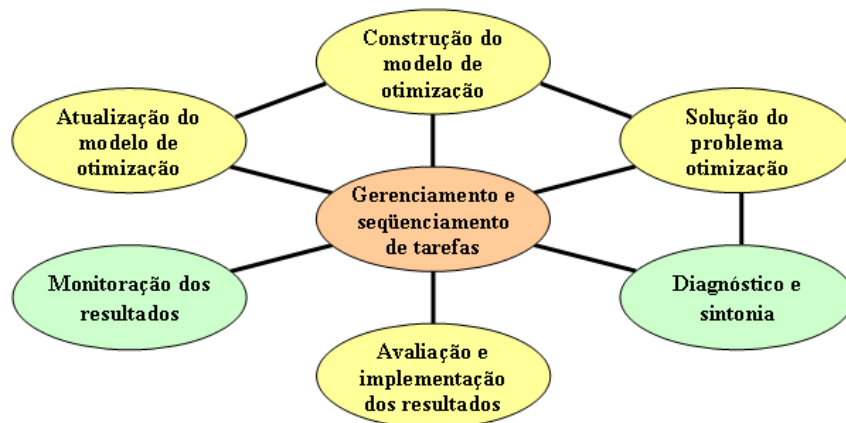 Construção do
modelo de
otimização
Atualização do
modelo de
otimização
Solução do
problema
otimização
Gerenciamento e
seqüenciamento
de tarefas
Monitoração dos
resultados
Diagnóstico e
sintonia
Avaliação e
implementação
dos resultados